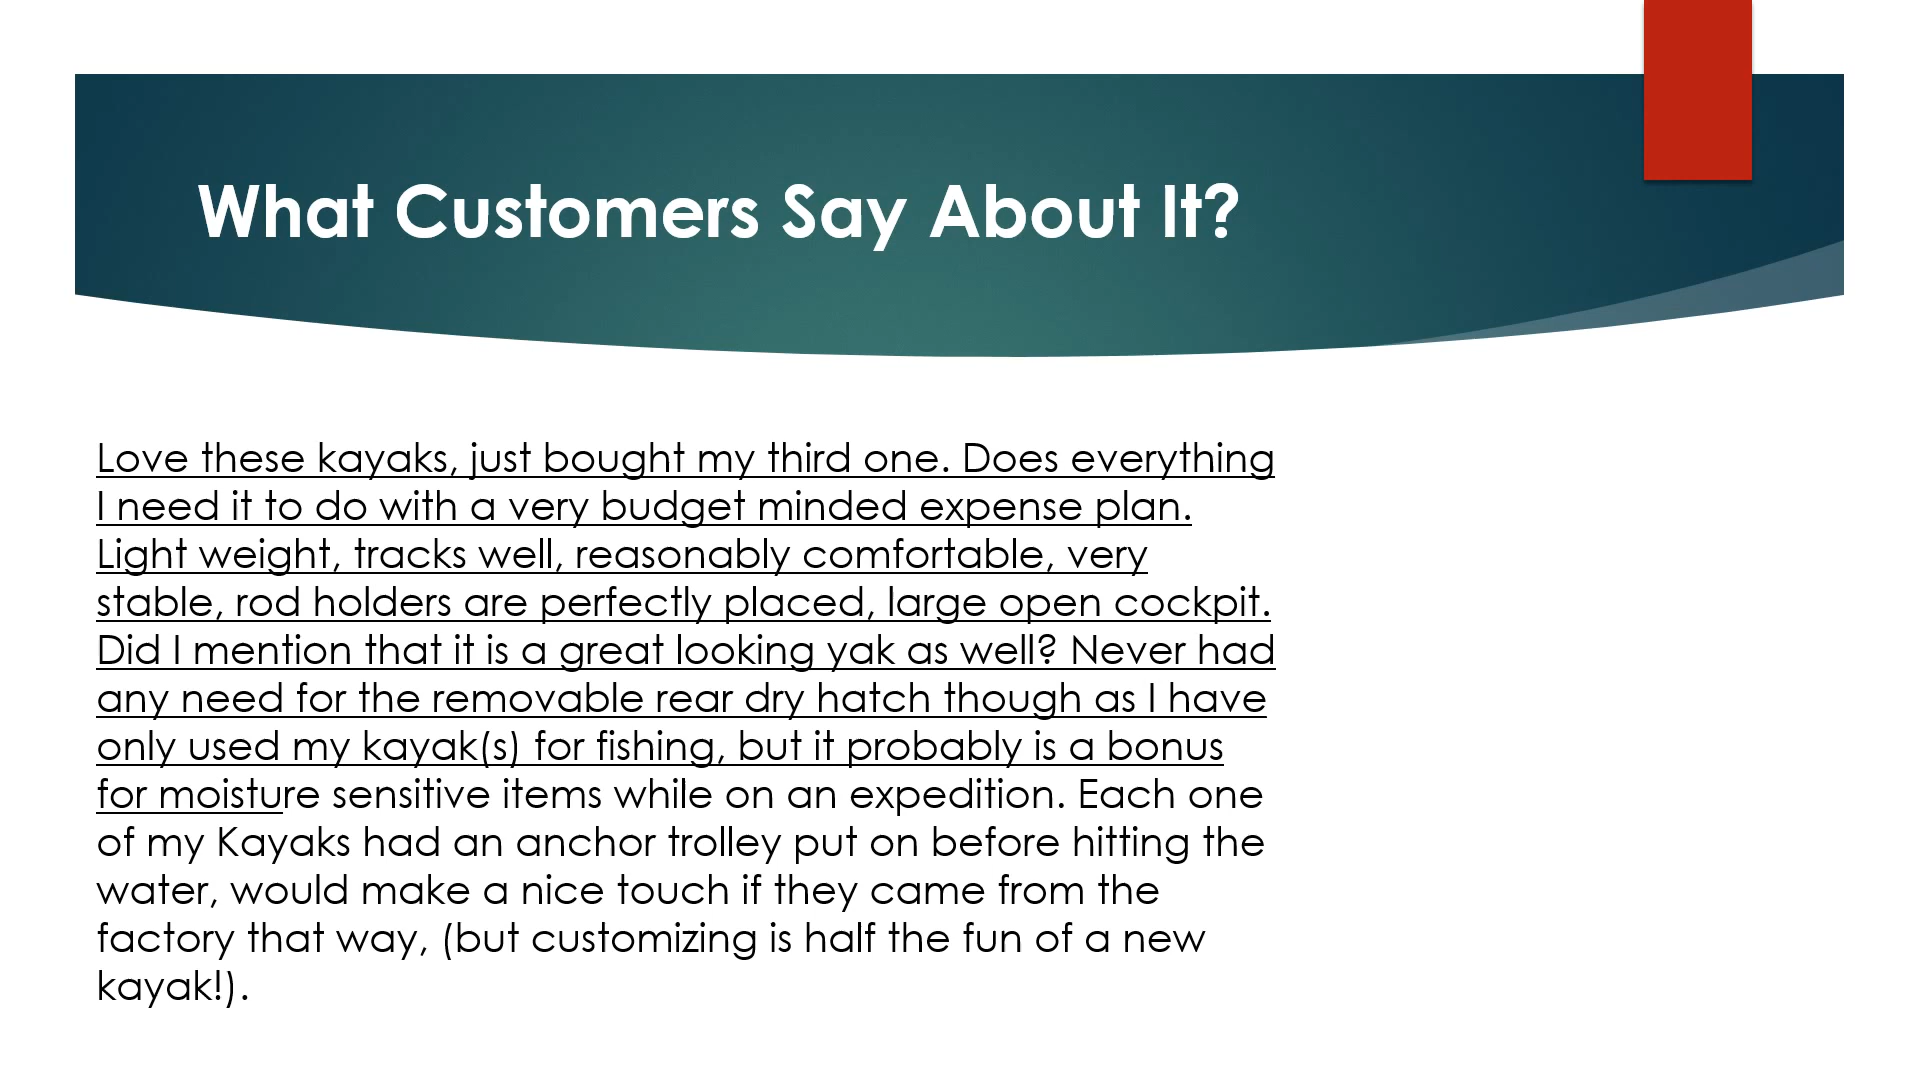 What Customers Say About It?
Love these kayaks, just bought my third one. Does everything
I need it to do with a very budget minded expense plan.
Light weight, tracks well, reasonably comfortable, very
stable, rod holders are perfectly placed, large open cockpit.
Did I mention that it is a great looking yak as well? Never had
any need for the removable rear dry hatch though as I have
only used my kayak(s) for fishing, but it probably is a bonus
for moisture sensitive items while on an expedition. Each one
of my Kayaks had an anchor trolley put on before hitting the
water, would make a nice touch if they came from the
factory that way, (but customizing is half the fun of a new
kayak!).